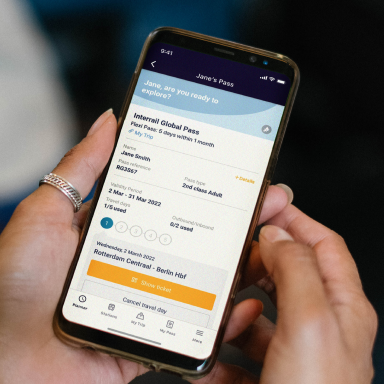 9:41
Jane's Pass
Jane, are you ready to
explore?
Interrail Global Pass
Flexi Pass: 5 days within 1 month
My Trip
Name
Jane Smith
Pass reference
RG3567
Pass type
2nd class Adult
Details
Validity Period
2 Mar - 31 Mar 2022
Travel days
1/5 used
Outbound/Inbound
0/2 used
1 2 3 4 5
Wednesday, 2 March 2022
Rotterdam Centraal - Berlin Hbf
Show ticket
Cancel travel day
Planner
Stations
My Trip
My Pass
More